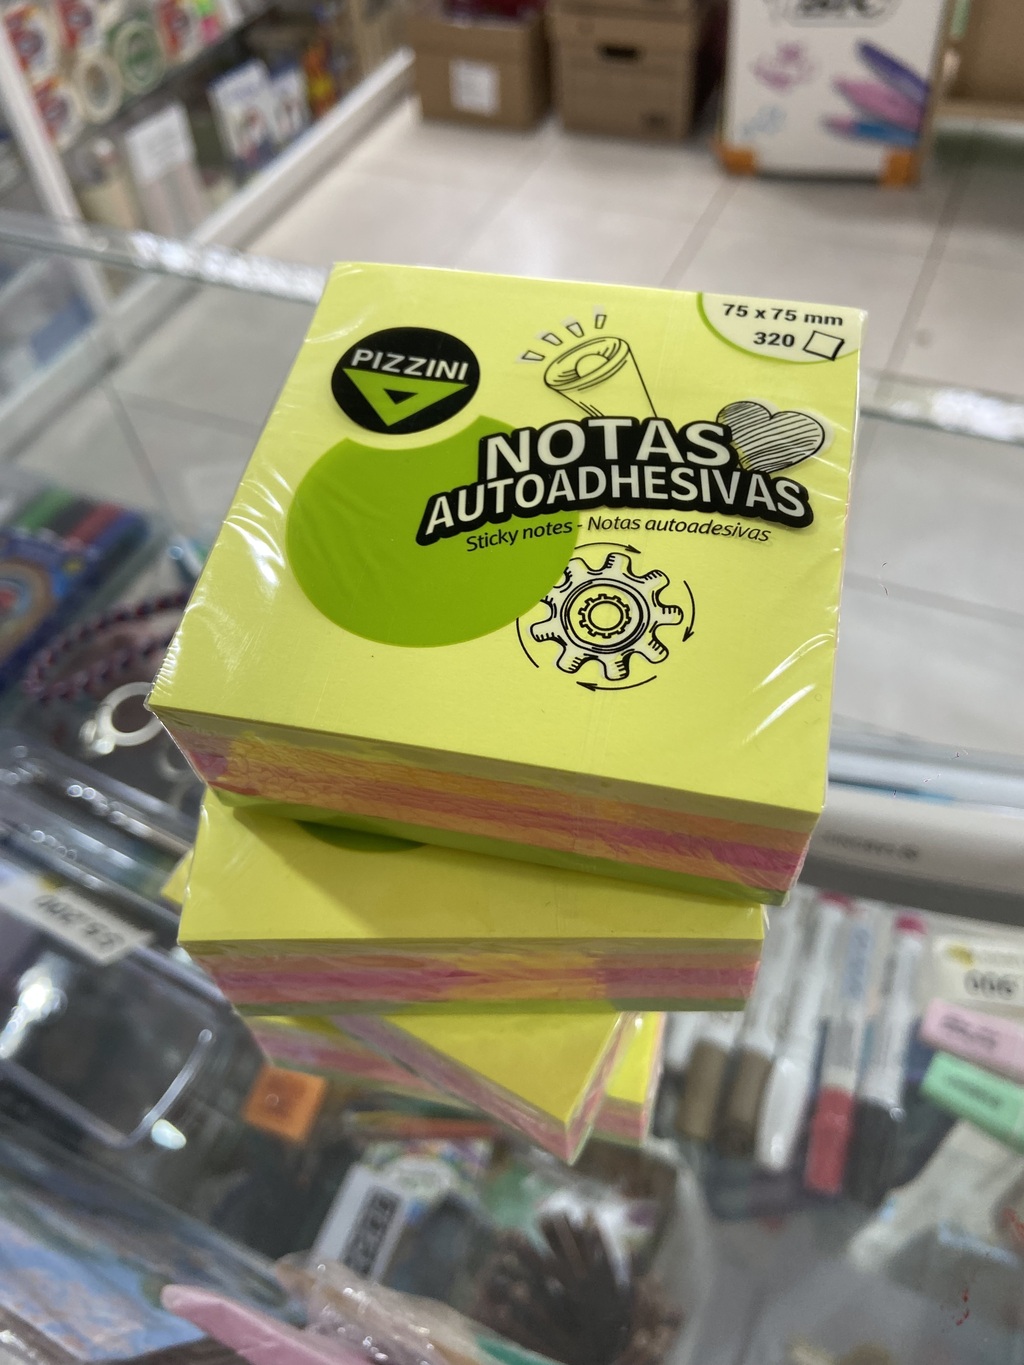 75 x 75 mm
320
PIZZINI
NOTAS
AUTOADHESIVAS
Sticky notes - Notas autoadesivas